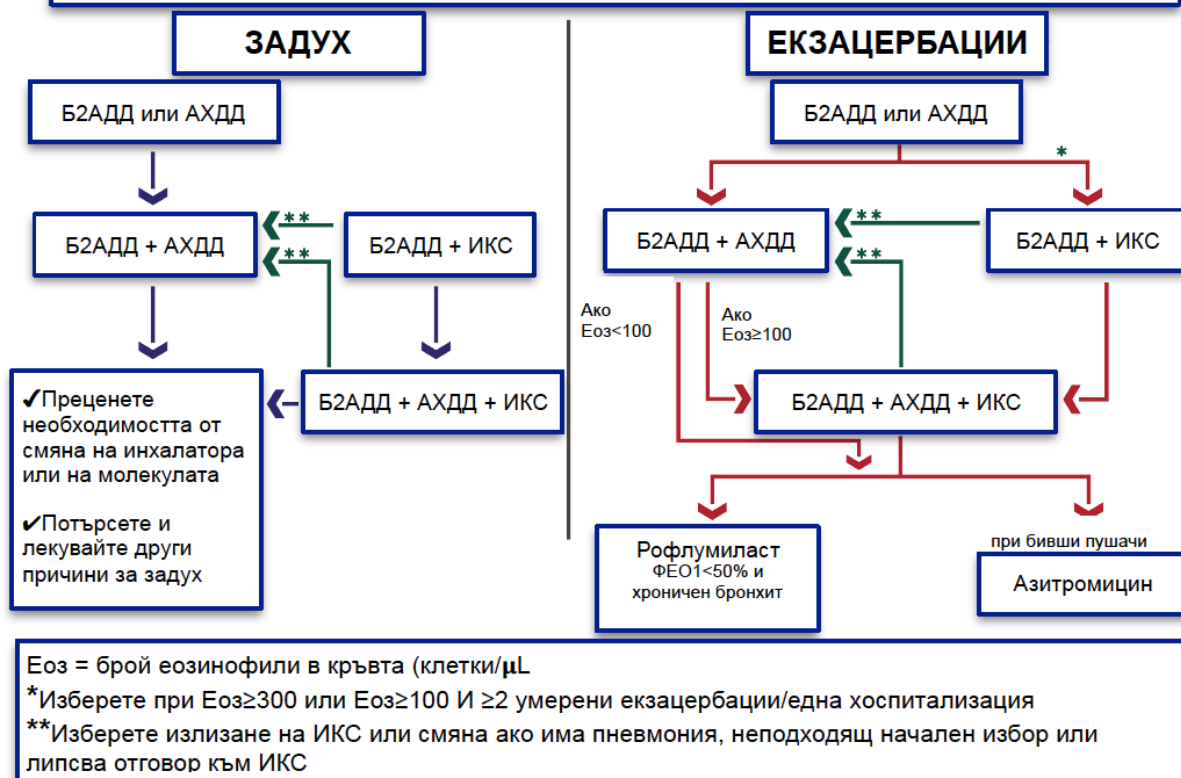 ЗАДУХ
Б2АДД или АХДД
**
**
Б2АДД + АХДД
Б2АДД + ИКС
✓Преценете
необходимостта от
смяна на инхалатора
или на молекулата
✓Потърсете и
лекувайте други
причини за задух
Б2АДД + АХДД + ИКС
ЕКЗАЦЕРБАЦИИ
Б2АДД или АХДД
*
**
**
Б2АДД + АХДД
Б2АДД + ИКС
Ако
Еоз<100
Ако
Еоз≥100
Б2АДД + АХДД + ИКС
Рофлумиласт
ФЕО1<50% и
хроничен бронхит
при бивши пушачи
Азитромицин
Еоз = брой еозинофили в кръвта (клетки/μL
*Изберете при Еоз≥300 или Еоз≥100 И ≥2 умерени екзацербации/една хоспитализация
**Изберете излизане на ИКС или смяна ако има пневмония, неподходящ начален избор или
липсва отговор към ИКС